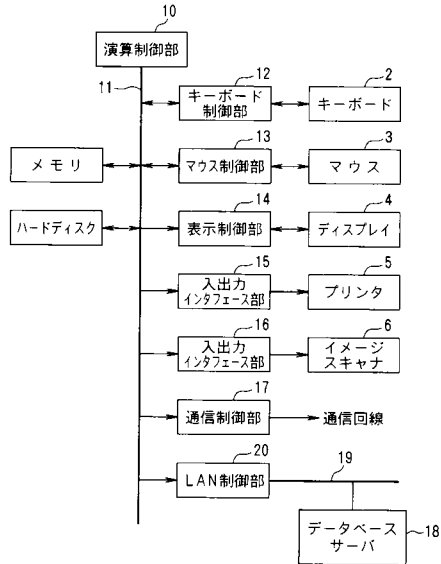 10
演算制御部
11
12
キーボード
制御部
2
キーボード
メモリ
13
マウス制御部
3
マウス
ハードディスク
14
表示制御部
4
ディスプレイ
15
入出力
インタフェース部
5
プリンタ
16
入出力
インタフェース部
6
イメージ
スキャナ
17
通信制御部
通信回線
20
LAN制御部
19
データベース
サーバ
18